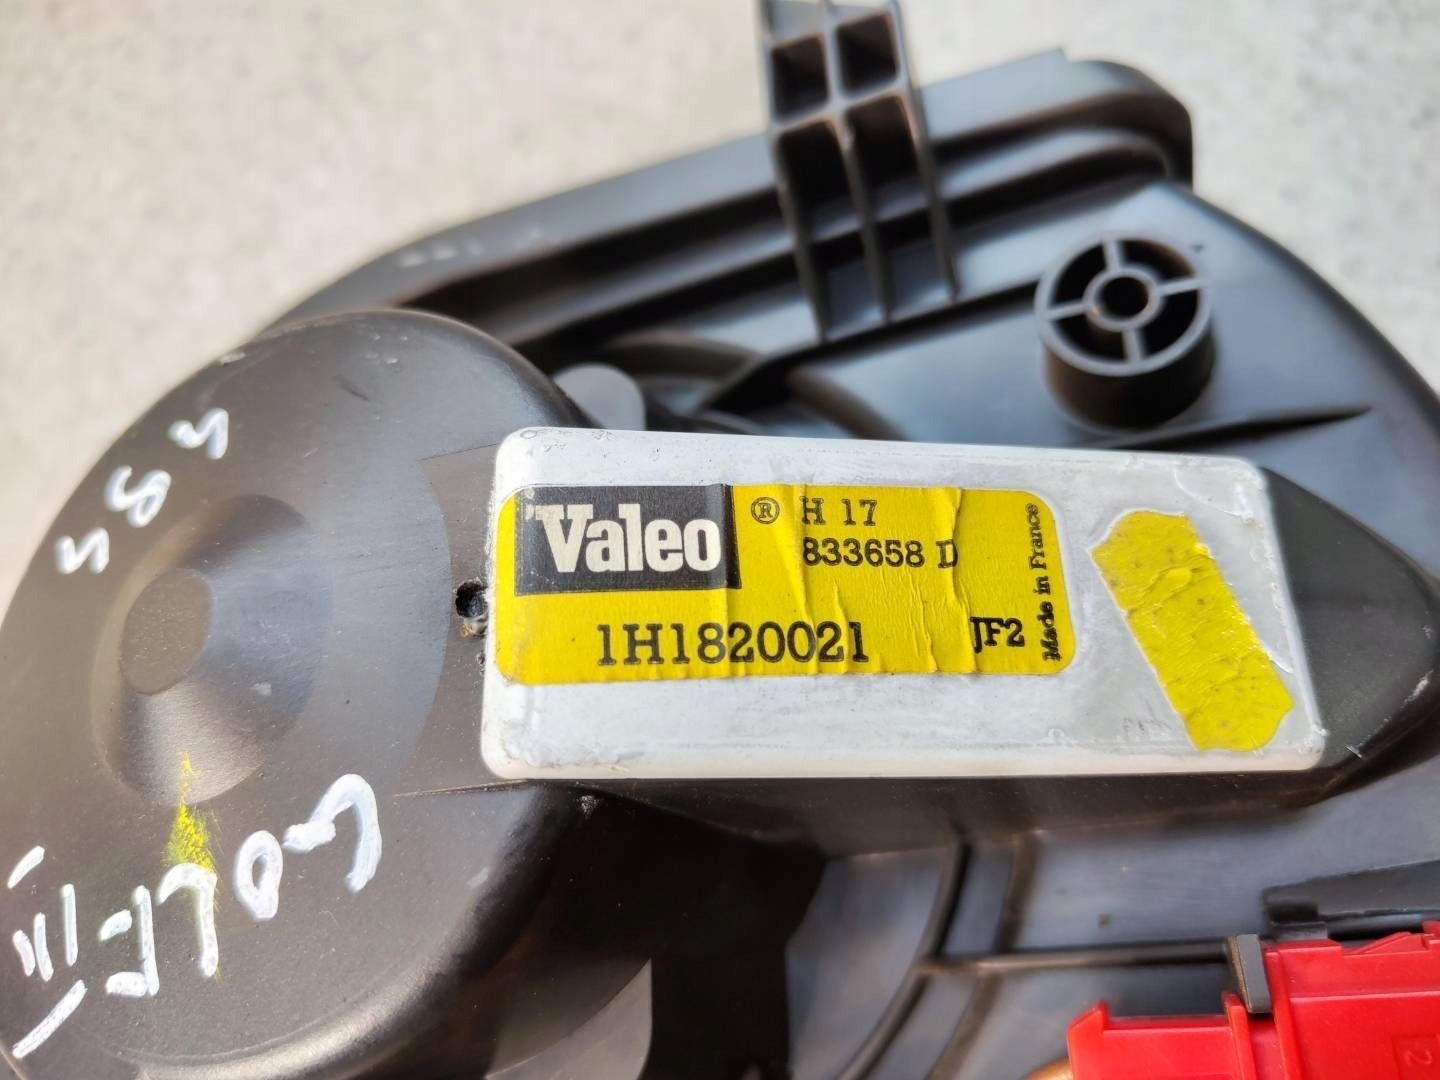 Valeo ® H 17
833658 D
1H1820021
JF2
Made in France
585
GOLF III